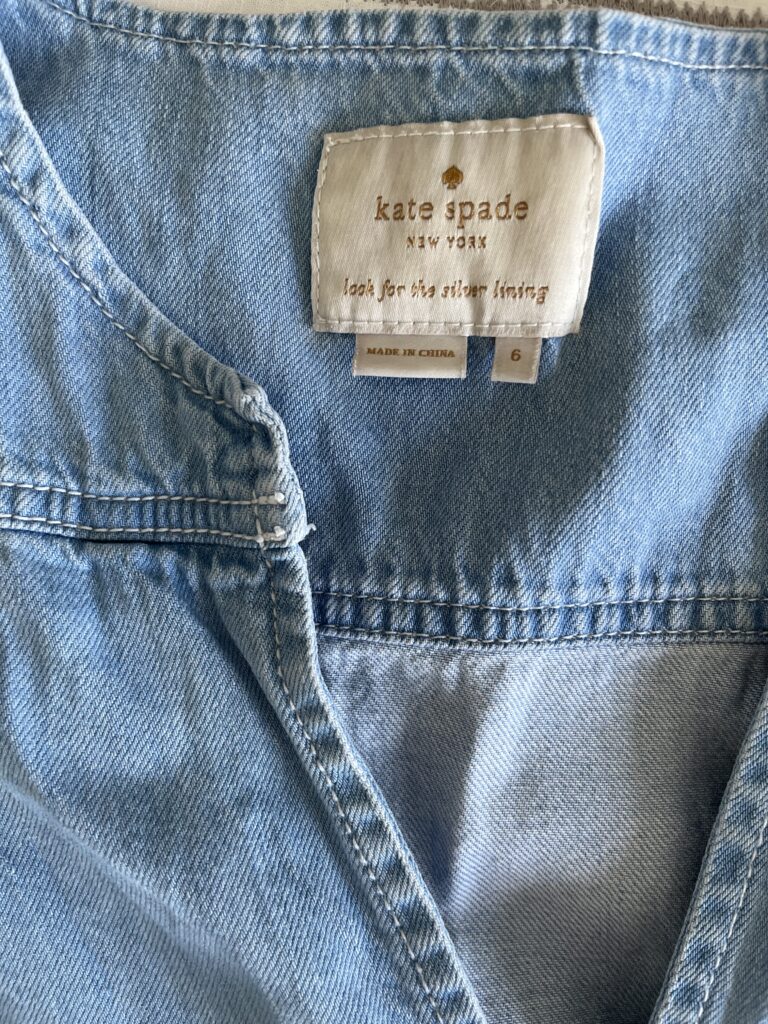 kate spade
NEW YORK
look for the silver lining
MADE IN CHINA
6